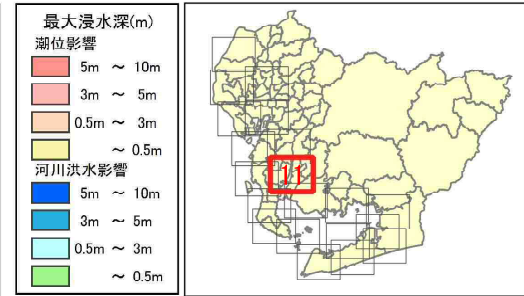 最大浸水深(m)
潮位影響
5m ～ 10m
3m ～ 5m
0.5m ～ 3m
～ 0.5m
河川洪水影響
5m ～ 10m
3m ～ 5m
0.5m ～ 3m
～ 0.5m
11